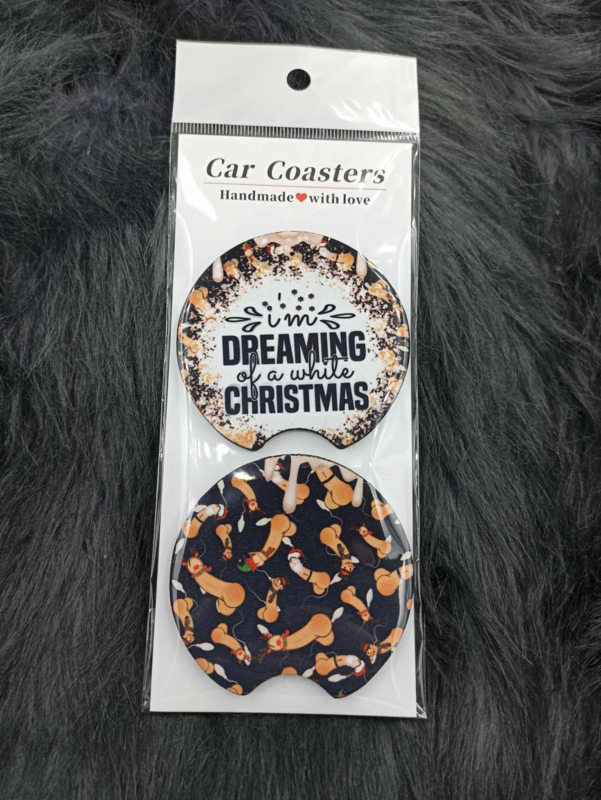 Car Coasters
Handmade❤with love
i'm
DREAMING
of a white
CHRISTMAS